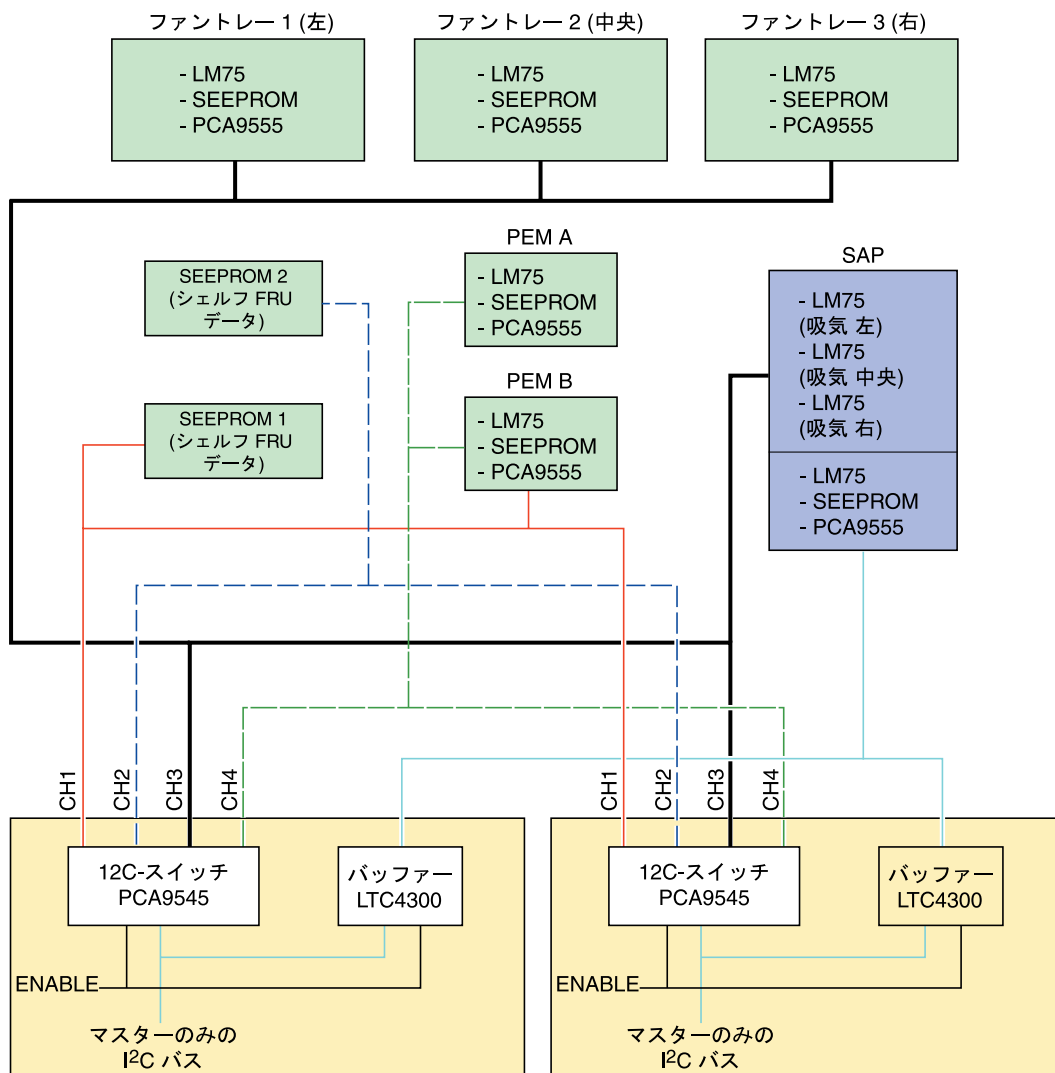 ファントレー 1 (左)
ファントレー 2 (中央)
ファントレー 3 (右)
- LM75
- SEEPROM
- PCA9555
- LM75
- SEEPROM
- PCA9555
- LM75
- SEEPROM
- PCA9555
SEEPROM 2
(シェルフ FRU
データ)
PEM A
- LM75
- SEEPROM
- PCA9555
SEEPROM 1
(シェルフ FRU
データ)
PEM B
- LM75
- SEEPROM
- PCA9555
SAP
- LM75
(吸気 左)
- LM75
(吸気 中央)
- LM75
(吸気 右)
- LM75
- SEEPROM
- PCA9555
CH1
CH2
CH3
CH4
CH1
CH2
CH3
CH4
12C-スイッチ
PCA9545
バッファー
LTC4300
ENABLE
マスターのみの
I²C バス
12C-スイッチ
PCA9545
バッファー
LTC4300
ENABLE
マスターのみの
I²C バス